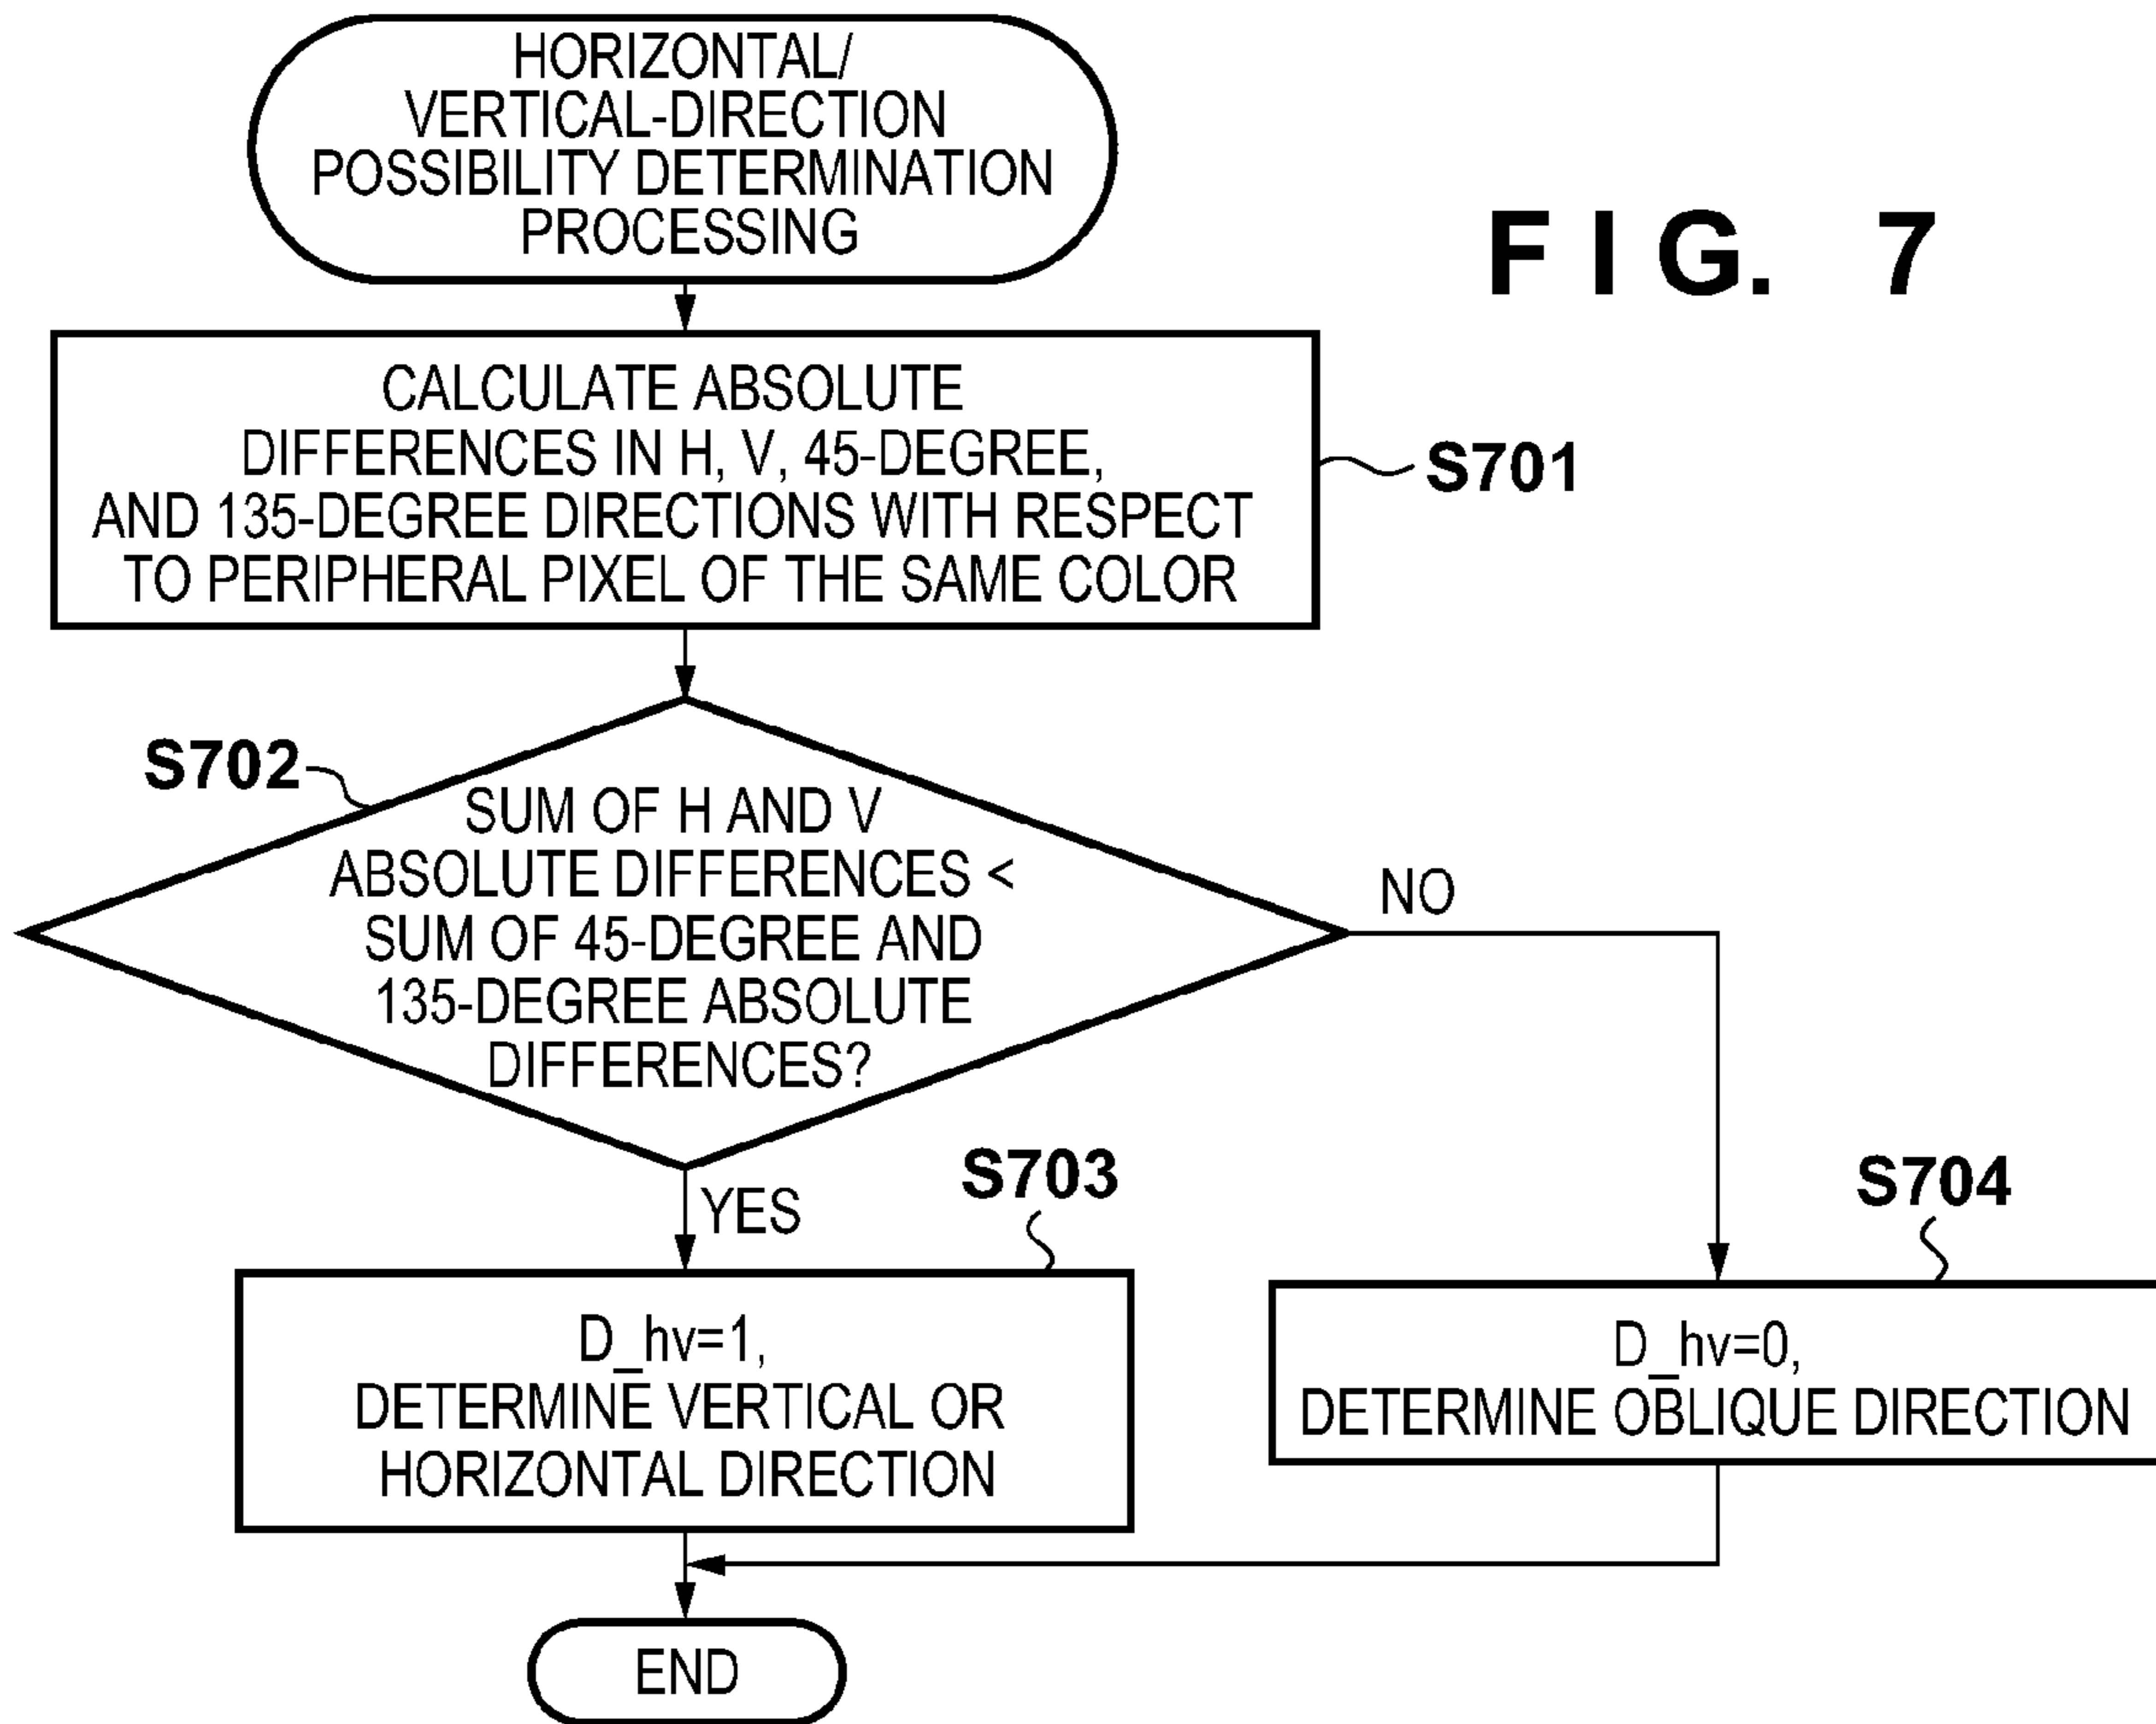 HORIZONTAL/
VERTICAL-DIRECTION
POSSIBILITY DETERMINATION
PROCESSING
FIG. 7
CALCULATE ABSOLUTE
DIFFERENCES IN H, V, 45-DEGREE,
AND 135-DEGREE DIRECTIONS WITH RESPECT
TO PERIPHERAL PIXEL OF THE SAME COLOR
S701
S702
SUM OF H AND V
ABSOLUTE DIFFERENCES <
SUM OF 45-DEGREE AND
135-DEGREE ABSOLUTE
DIFFERENCES?
NO
YES
S703
D_hv=1,
DETERMINE VERTICAL OR
HORIZONTAL DIRECTION
S704
D_hv=0,
DETERMINE OBLIQUE DIRECTION
END